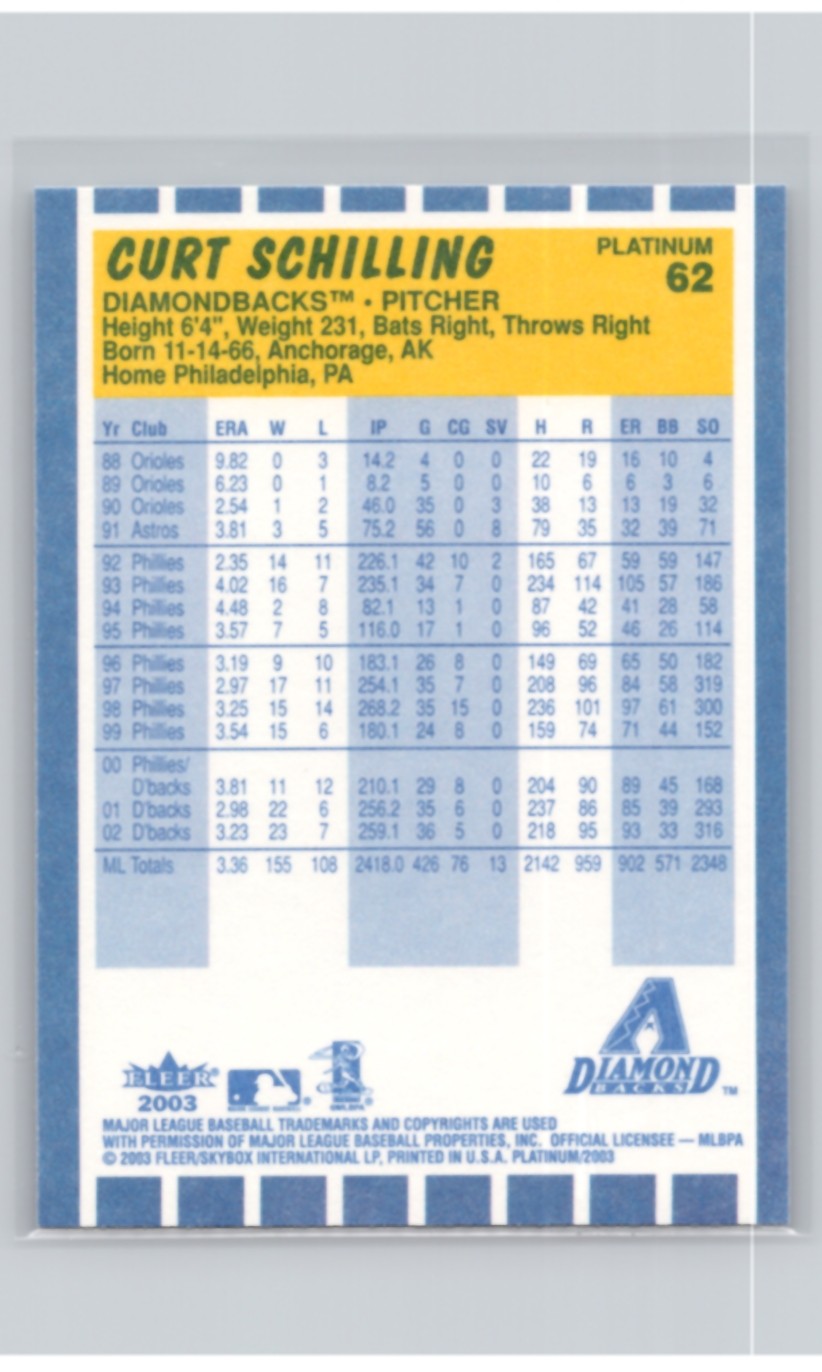 CURT SCHILLING
PLATINUM
62
DIAMONDBACKS™ • PITCHER
Height 6'4", Weight 231, Bats Right, Throws Right
Born 11-14-66, Anchorage, AK
Home Philadelphia, PA
Yr Club ERA W L IP G CG SV H R ER BB SO
88 Orioles 9.82 0 3 14.2 4 0 0 22 19 16 10 4
89 Orioles 6.23 0 1 8.2 5 0 0 10 6 6 3 6
90 Orioles 2.54 1 2 46.0 35 0 3 38 13 13 19 32
91 Astros 3.81 3 5 75.2 56 0 8 79 35 32 39 71
92 Phillies 2.35 14 11 226.1 42 10 2 165 67 59 59 147
93 Phillies 4.02 16 7 235.1 34 7 0 234 114 105 57 186
94 Phillies 4.48 2 8 82.1 13 1 0 87 42 41 28 58
95 Phillies 3.57 7 5 116.0 17 1 0 96 52 46 26 114
96 Phillies 3.19 9 10 183.1 26 8 0 149 69 65 50 182
97 Phillies 2.97 17 11 254.1 35 7 0 208 96 84 58 319
98 Phillies 3.25 15 14 268.2 35 15 0 236 101 97 61 300
99 Phillies 3.54 15 6 180.1 24 8 0 159 74 71 44 152
00 Phillies/
D'backs 3.81 11 12 210.1 29 8 0 204 90 89 45 168
01 D'backs 2.98 22 6 256.2 35 6 0 237 86 85 39 293
02 D'backs 3.23 23 7 259.1 36 5 0 218 95 93 33 316
ML Totals 3.36 155 108 2418.0 426 76 13 2142 959 902 571 2348
DIAMOND
BACKS ™
FLEER®
2003
MAJOR LEAGUE BASEBALL TRADEMARKS AND COPYRIGHTS ARE USED
WITH PERMISSION OF MAJOR LEAGUE BASEBALL PROPERTIES, INC. OFFICIAL LICENSEE — MLBPA
© 2003 FLEER/SKYBOX INTERNATIONAL LP, PRINTED IN U.S.A. PLATINUM/2003